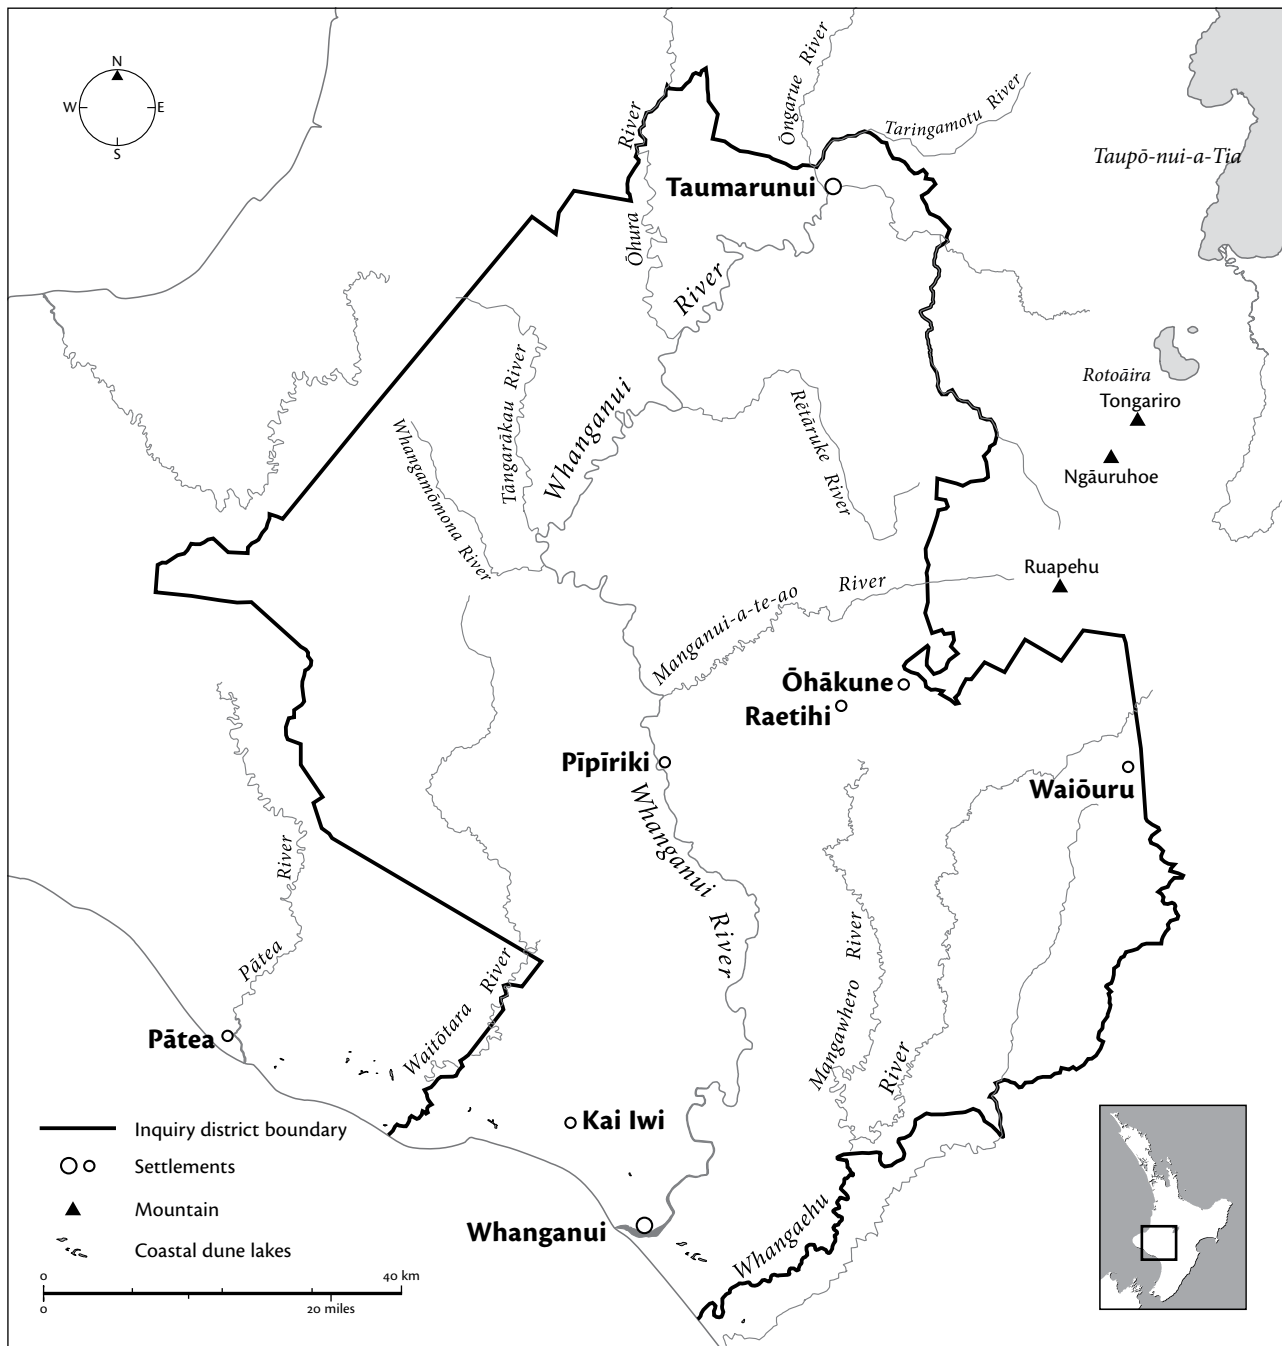 N
W
E
S
River
Ōhura
Ōngarue River
Taringamotu River
Taupō-nui-a-Tia
Taumarunui
River
Whanganui
Tāngarākau River
Whangamōmona River
Rētāruke River
Rotoāira
Tongariro
Ngāuruhoe
Ruapehu
Manganui-a-te-ao River
Ōhākune
Raetihi
Pīpīriki
Waiōuru
Whanganui River
Pātea River
Mangawhero River
River
Whangaehu
Waitōtara River
Pātea
Kai Iwi
Whanganui
Inquiry district boundary
Settlements
Mountain
Coastal dune lakes
0
40 km
0
20 miles